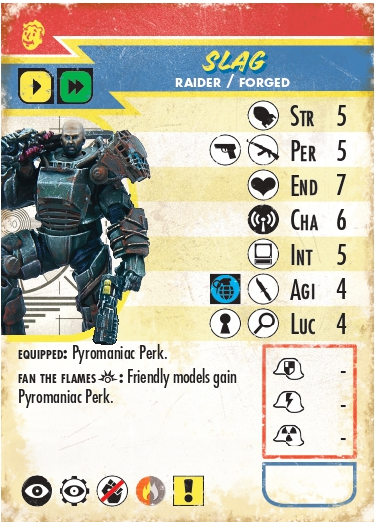 SLAG
RAIDER / FORGED
STR 5
PER 5
END 7
CHA 6
INT 5
AGI 4
LUC 4
EQUIPPED: Pyromaniac Perk.
FAN THE FLAMES : Friendly models gain
Pyromaniac Perk.
-
-
-
!